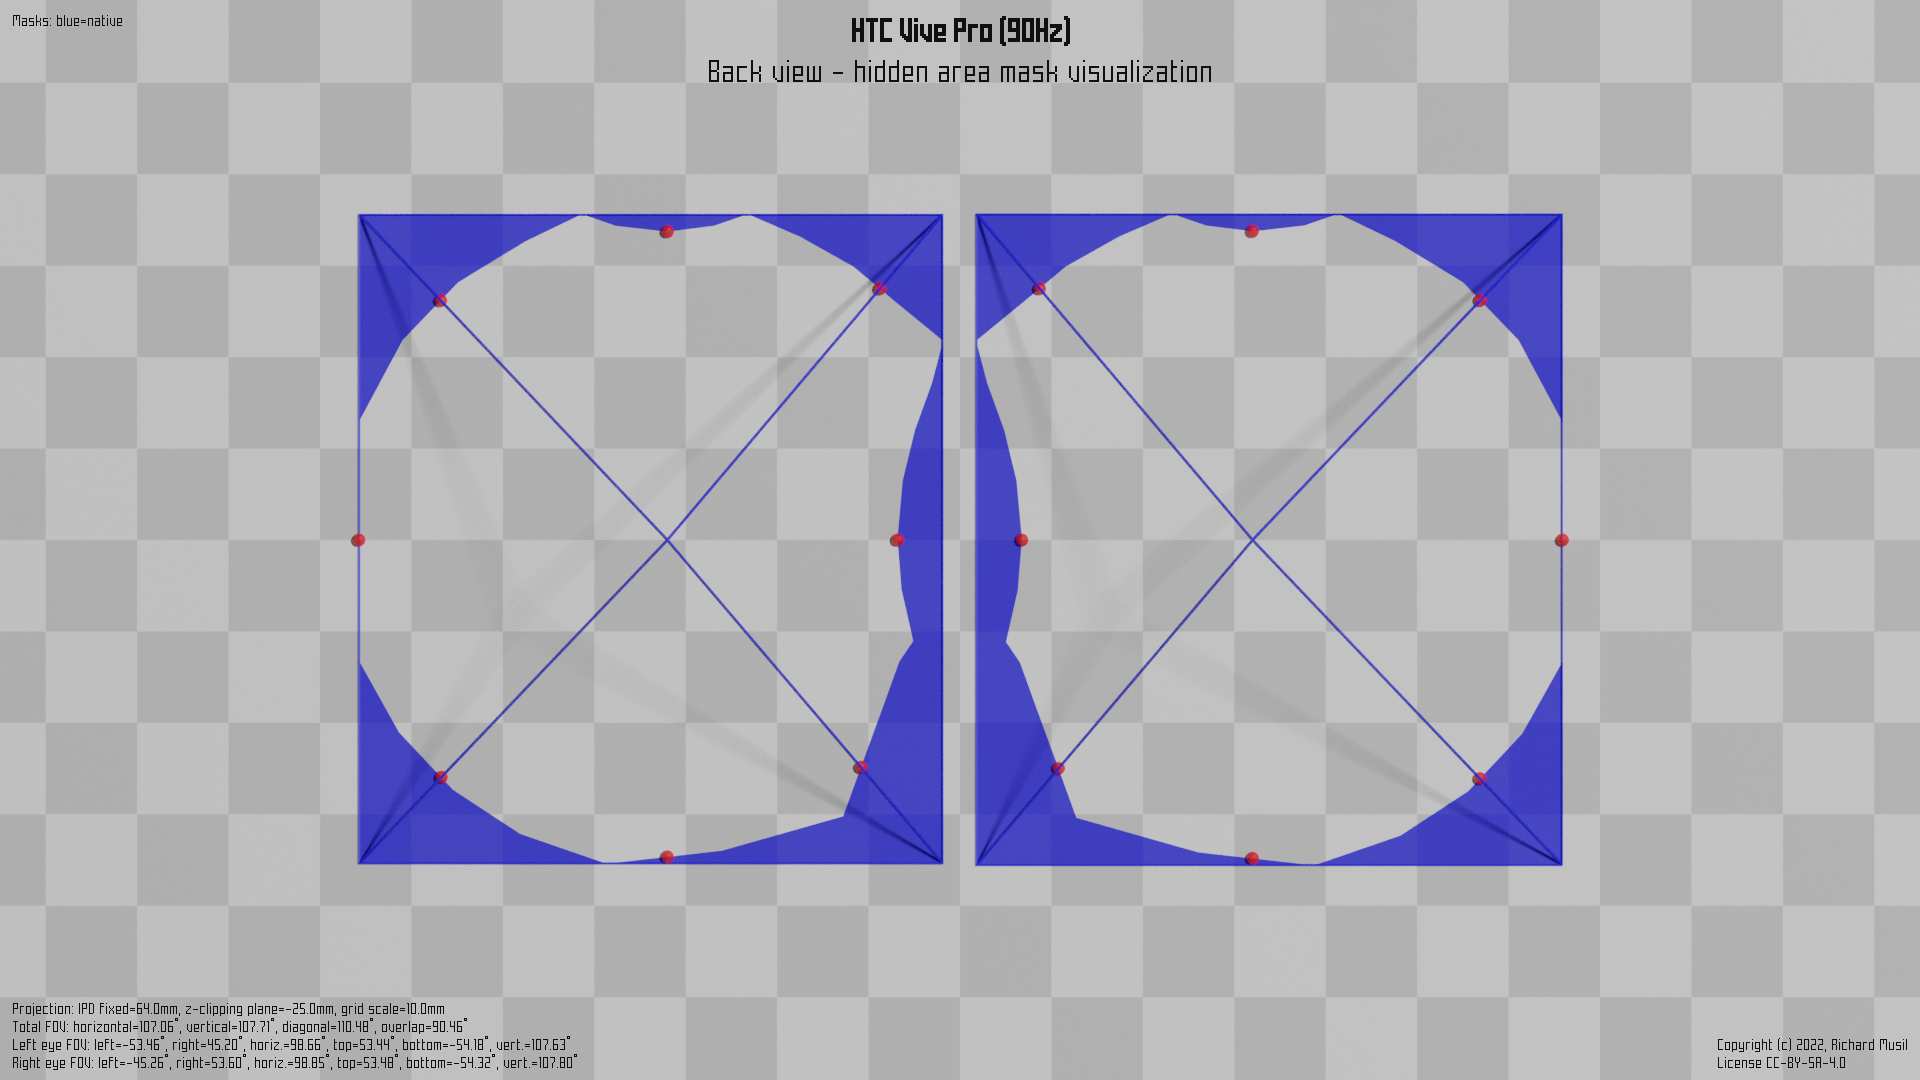 Masks: blue=native
HTC Vive Pro (90Hz)
Back view - hidden area mask visualization
Projection: IPD fixed=64.0mm, z-clipping plane=-25.0mm, grid scale=10.0mm
Total FOV: horizontal=107.06°, vertical=107.71°, diagonal=110.48°, overlap=90.46°
Left eye FOV: left=-53.46°, right=45.20°, horiz.=98.66°, top=53.44°, bottom=-54.18°, vert.=107.63°
Right eye FOV: left=-45.26°, right=53.60°, horiz.=98.85°, top=53.48°, bottom=-54.32°, vert.=107.80°
Copyright (c) 2022, Richard Musil
License CC-BY-SA-4.0